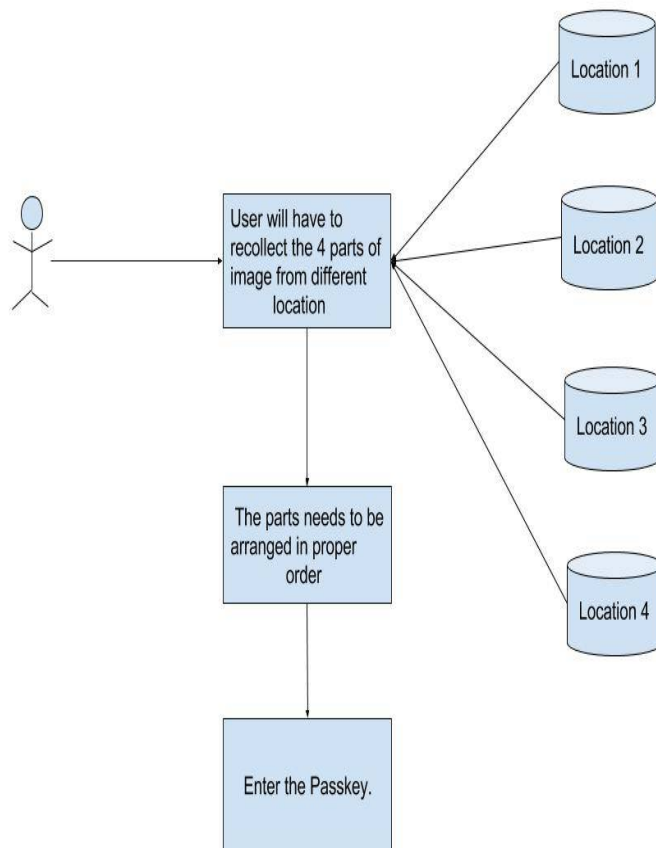 Location 1
User will have to
recollect the 4 parts of
image from different
location
Location 2
Location 3
The parts needs to be
arranged in proper
order
Location 4
Enter the Passkey.